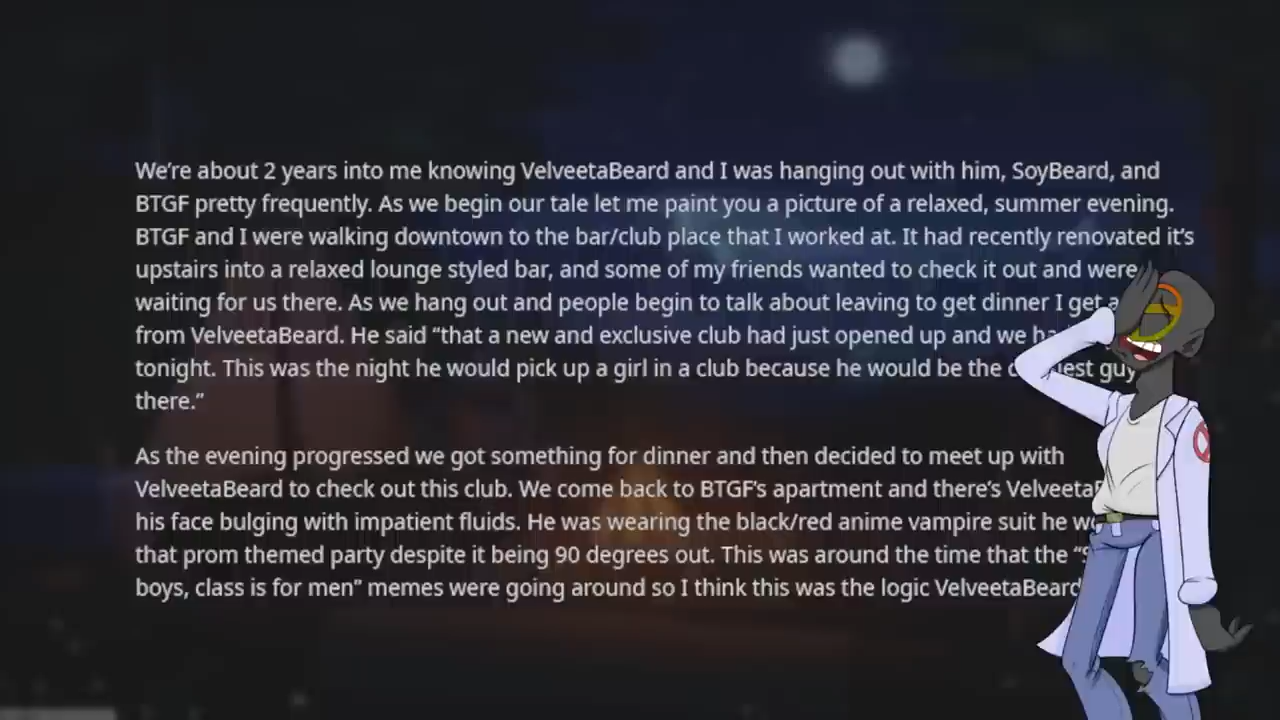 We’re about 2 years into me knowing VelveetaBeard and I was hanging out with him, SoyBeard, and
BTGF pretty frequently. As we begin our tale let me paint you a picture of a relaxed, summer evening.
BTGF and I were walking downtown to the bar/club place that I worked at. It had recently renovated it’s
upstairs into a relaxed lounge styled bar, and some of my friends wanted to check it out and were
waiting for us there. As we hang out and people begin to talk about leaving to get dinner I get a
from VelveetaBeard. He said “that a new and exclusive club had just opened up and we
tonight. This was the night he would pick up a girl in a club because he would be the guy
there.”
As the evening progressed we got something for dinner and then decided to meet up with
VelveetaBeard to check out this club. We come back to BTGF’s apartment and there’s
his face bulging with impatient fluids. He was wearing the black/red anime vampire suit he
that prom themed party despite it being 90 degrees out. This was around the time that the
boys, class is for men” memes were going around so I think this was the logic VelveetaBeard